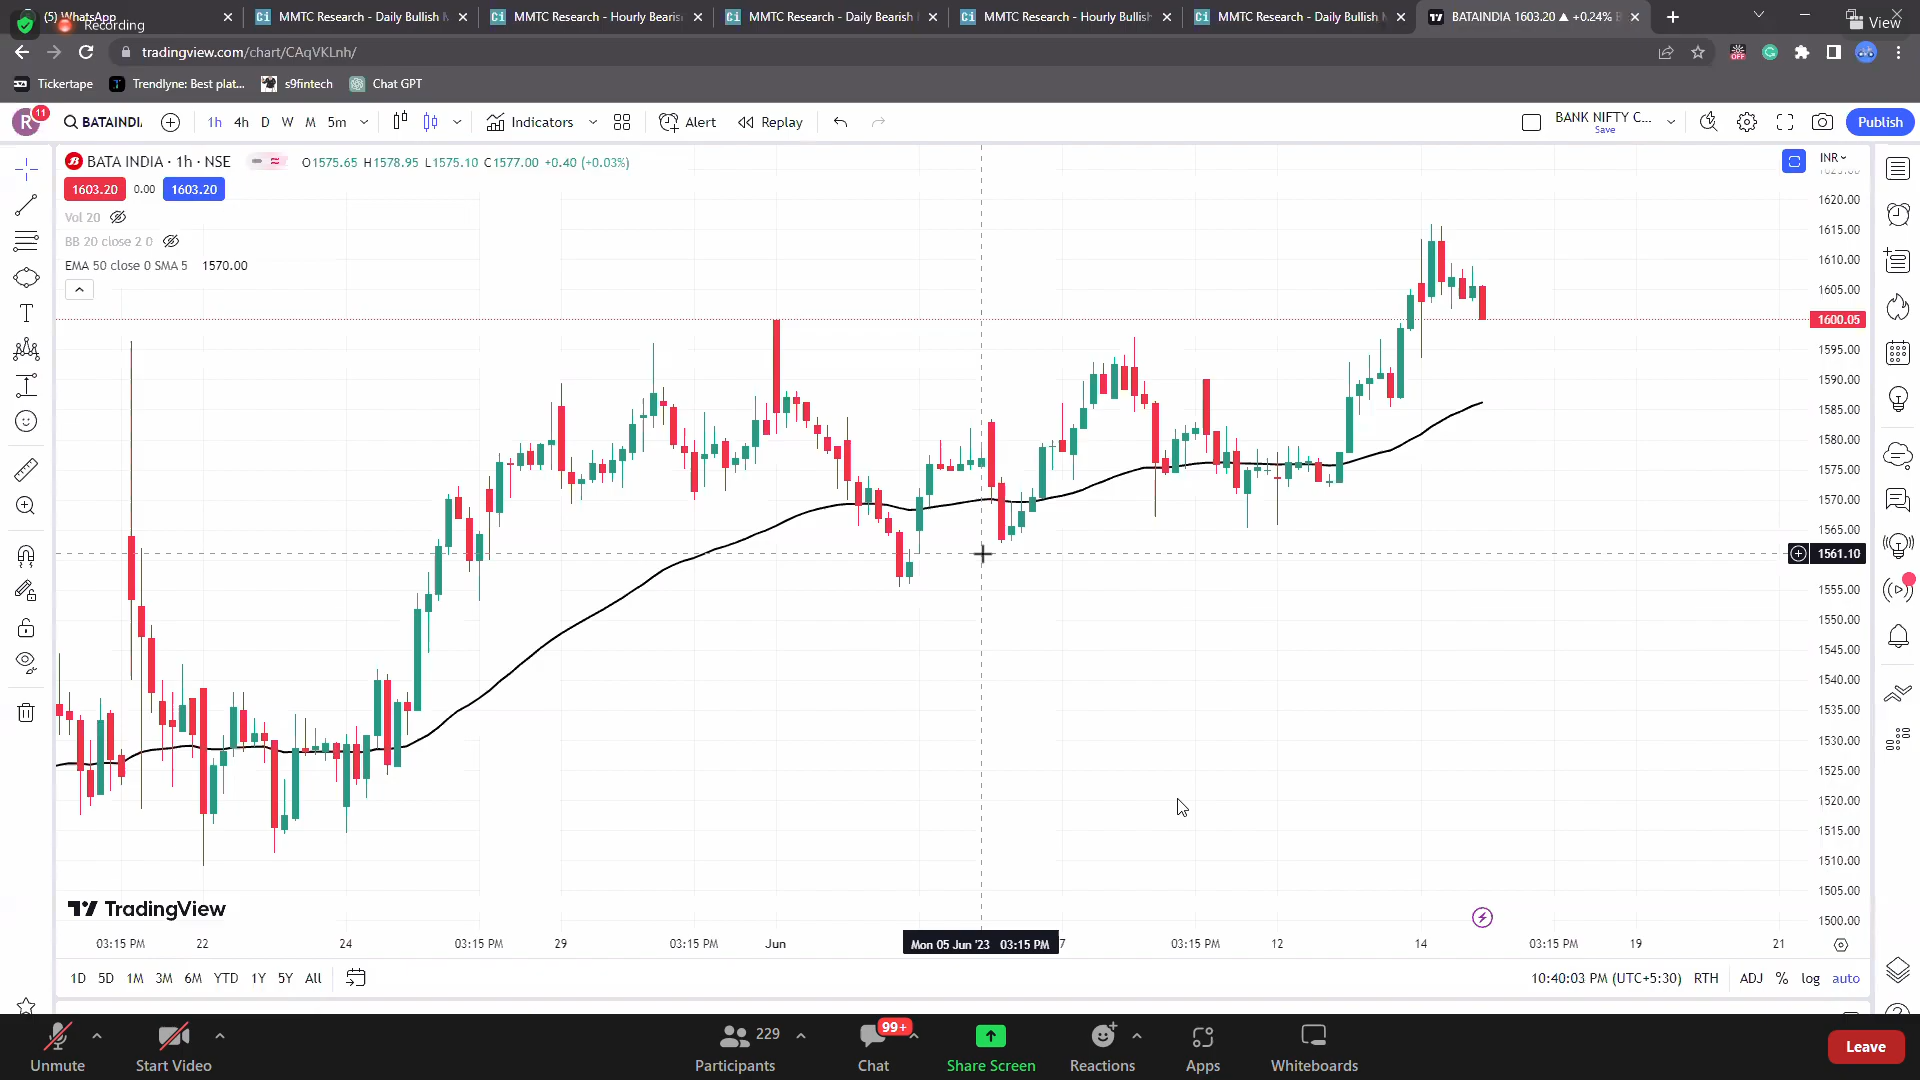 (5) WhatsApp
MMTC Research - Daily Bullish
MMTC Research - Hourly Bearis
MMTC Research - Daily Bearish
MMTC Research - Hourly Bullish
MMTC Research - Daily Bullish
BATAINDIA 1603.20 ▲ +0.24%
Recording
View
tradingview.com/chart/CAqVKLnh/
OFF
Tickertape
Trendlyne: Best plat...
s9fintech
Chat GPT
R 11
BATAINDI
1h 4h D W M 5m
Indicators
Alert
Replay
BANK NIFTY C...
Save
Publish
BATA INDIA · 1h · NSE
O1575.65 H1578.95 L1575.10 C1577.00 +0.40 (+0.03%)
INR
1603.20 0.00 1603.20
Vol 20
BB 20 close 2 0
EMA 50 close 0 SMA 5 1570.00
1620.00
1615.00
1610.00
1605.00
1600.05
1595.00
1590.00
1585.00
1580.00
1575.00
1570.00
1565.00
1561.10
1555.00
1550.00
1545.00
1540.00
1535.00
1530.00
1525.00
1520.00
1515.00
1510.00
1505.00
1500.00
TradingView
03:15 PM 22 24 03:15 PM 29 03:15 PM Jun Mon 05 Jun '23 03:15 PM 7 03:15 PM 12 14 03:15 PM 19 21
1D 5D 1M 3M 6M YTD 1Y 5Y All
10:40:03 PM (UTC+5:30) RTH ADJ % log auto
Unmute
Start Video
229
Participants
99+
Chat
Share Screen
Reactions
Apps
Whiteboards
Leave